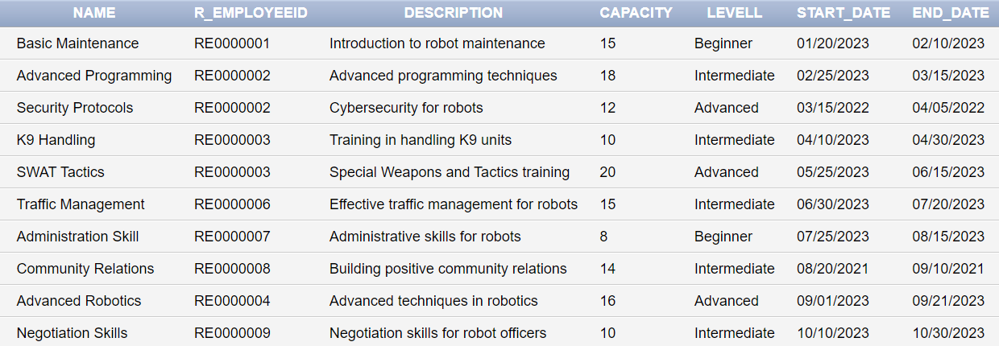 NAME R_EMPLOYEEID DESCRIPTION CAPACITY LEVELL START_DATE END_DATE
Basic Maintenance RE0000001 Introduction to robot maintenance 15 Beginner 01/20/2023 02/10/2023
Advanced Programming RE0000002 Advanced programming techniques 18 Intermediate 02/25/2023 03/15/2023
Security Protocols RE0000002 Cybersecurity for robots 12 Advanced 03/15/2022 04/05/2022
K9 Handling RE0000003 Training in handling K9 units 10 Intermediate 04/10/2023 04/30/2023
SWAT Tactics RE0000003 Special Weapons and Tactics training 20 Advanced 05/25/2023 06/15/2023
Traffic Management RE0000006 Effective traffic management for robots 15 Intermediate 06/30/2023 07/20/2023
Administration Skill RE0000007 Administrative skills for robots 8 Beginner 07/25/2023 08/15/2023
Community Relations RE0000008 Building positive community relations 14 Intermediate 08/20/2021 09/10/2021
Advanced Robotics RE0000004 Advanced techniques in robotics 16 Advanced 09/01/2023 09/21/2023
Negotiation Skills RE0000009 Negotiation skills for robot officers 10 Intermediate 10/10/2023 10/30/2023